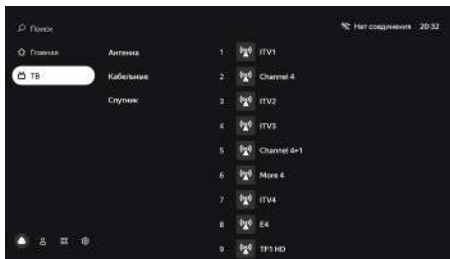 Поиск
Нет соединения 20:32
Главная
ТВ
Антенна
Кабельные
Спутник
1 ITV1
2 Channel 4
3 ITV2
4 ITV3
5 Channel 4+1
6 More 4
7 ITV4
8 E4
9 TF1 HD